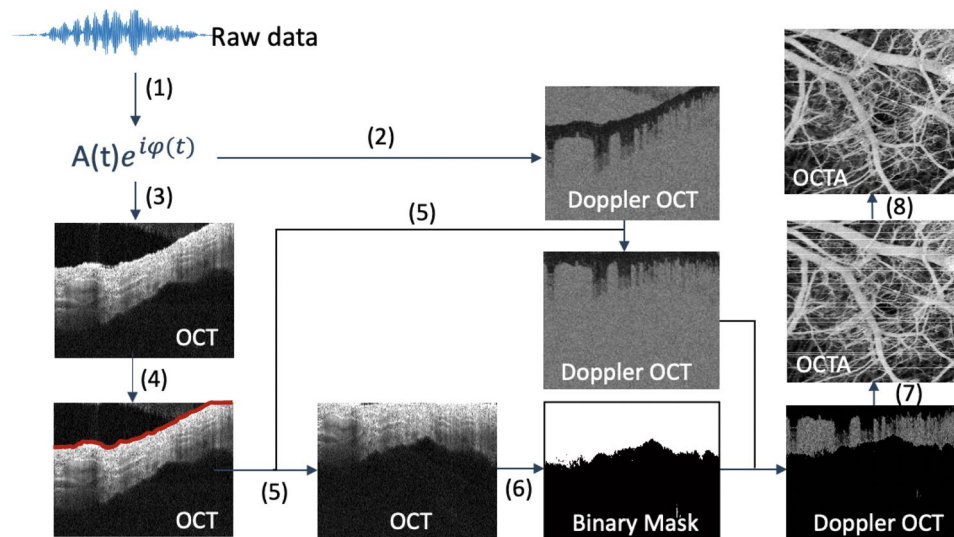 Raw data
(1)
A(t)e^{iφ(t)}
(2)
Doppler OCT
(3)
OCT
(4)
OCT
(5)
Doppler OCT
(5)
OCT
(6)
Binary Mask
Doppler OCT
(7)
OCTA
(8)
OCTA